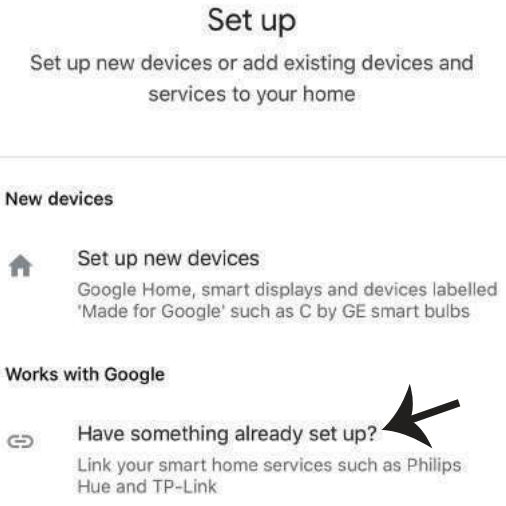 Set up
Set up new devices or add existing devices and
services to your home
New devices
Set up new devices
Google Home, smart displays and devices labelled
'Made for Google' such as C by GE smart bulbs
Works with Google
Have something already set up?
Link your smart home services such as Philips
Hue and TP-Link